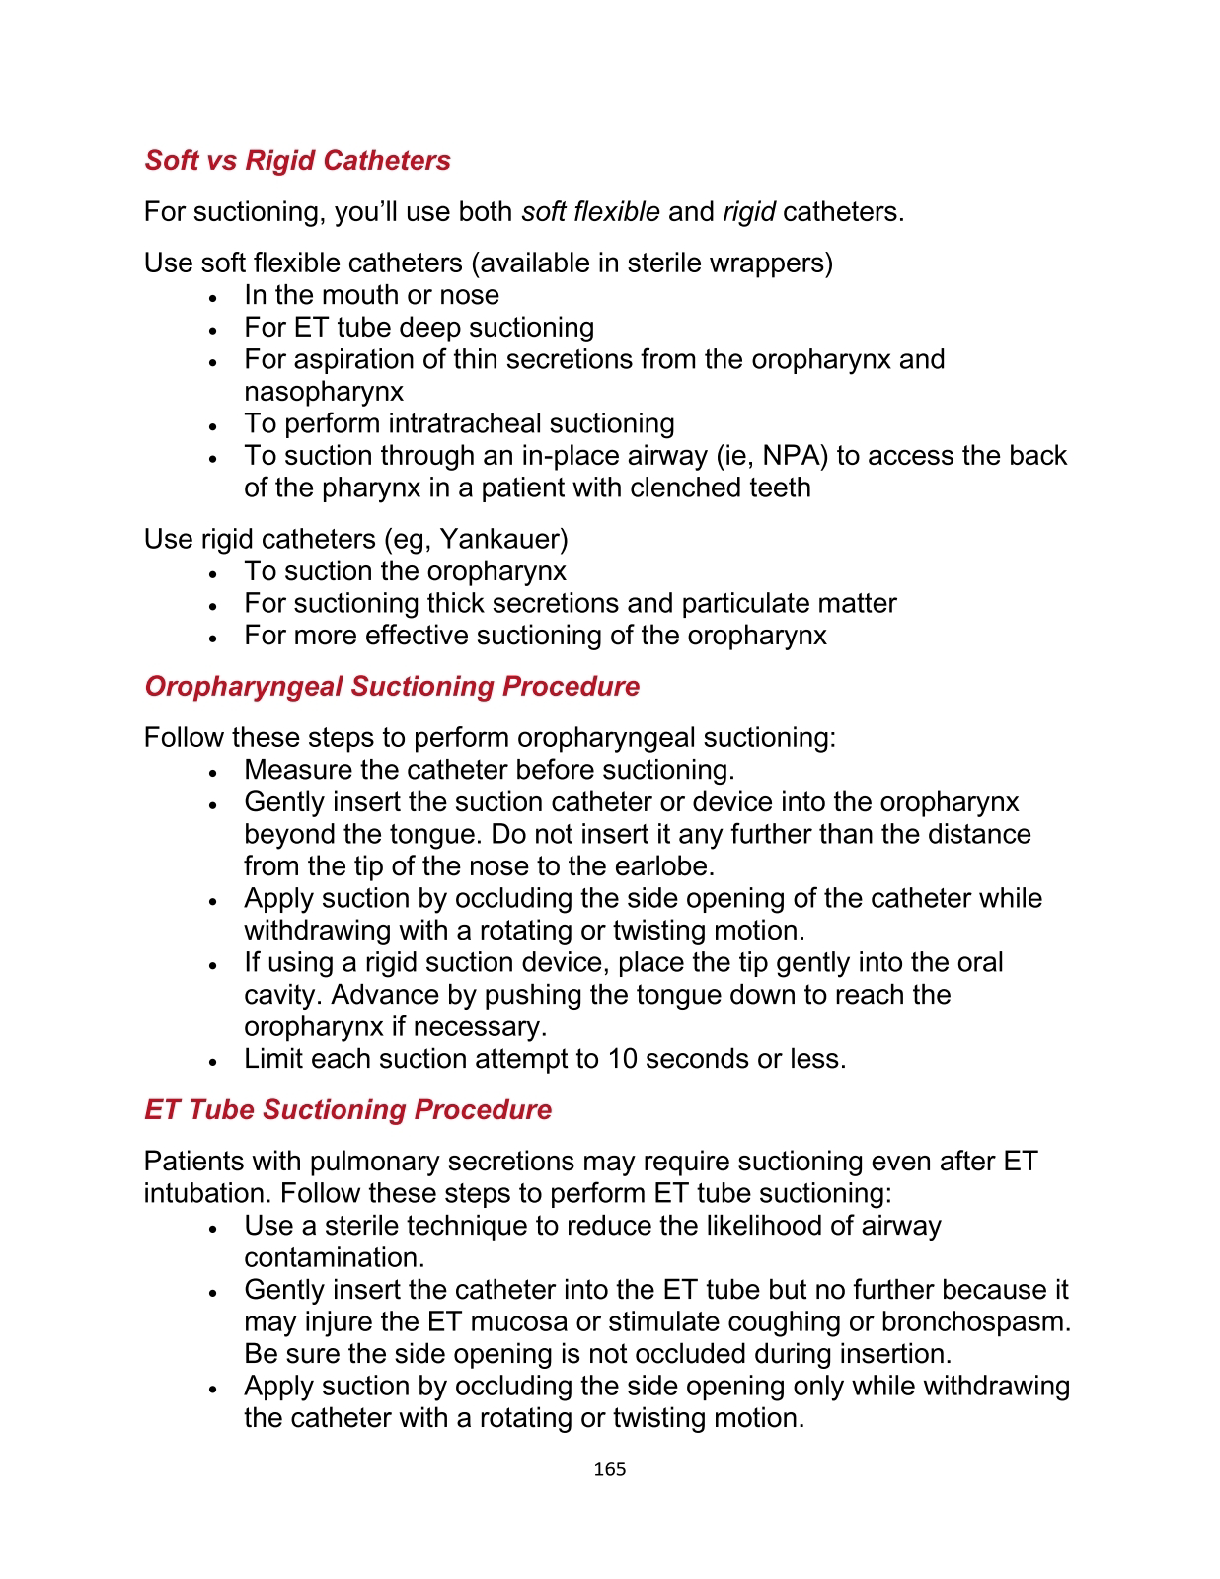 Soft vs Rigid Catheters
For suctioning, you’ll use both soft flexible and rigid catheters.
Use soft flexible catheters (available in sterile wrappers)
• In the mouth or nose
• For ET tube deep suctioning
• For aspiration of thin secretions from the oropharynx and
nasopharynx
• To perform intratracheal suctioning
• To suction through an in-place airway (ie, NPA) to access the back
of the pharynx in a patient with clenched teeth
Use rigid catheters (eg, Yankauer)
• To suction the oropharynx
• For suctioning thick secretions and particulate matter
• For more effective suctioning of the oropharynx
Oropharyngeal Suctioning Procedure
Follow these steps to perform oropharyngeal suctioning:
• Measure the catheter before suctioning.
• Gently insert the suction catheter or device into the oropharynx
beyond the tongue. Do not insert it any further than the distance
from the tip of the nose to the earlobe.
• Apply suction by occluding the side opening of the catheter while
withdrawing with a rotating or twisting motion.
• If using a rigid suction device, place the tip gently into the oral
cavity. Advance by pushing the tongue down to reach the
oropharynx if necessary.
• Limit each suction attempt to 10 seconds or less.
ET Tube Suctioning Procedure
Patients with pulmonary secretions may require suctioning even after ET
intubation. Follow these steps to perform ET tube suctioning:
• Use a sterile technique to reduce the likelihood of airway
contamination.
• Gently insert the catheter into the ET tube but no further because it
may injure the ET mucosa or stimulate coughing or bronchospasm.
Be sure the side opening is not occluded during insertion.
• Apply suction by occluding the side opening only while withdrawing
the catheter with a rotating or twisting motion.
165